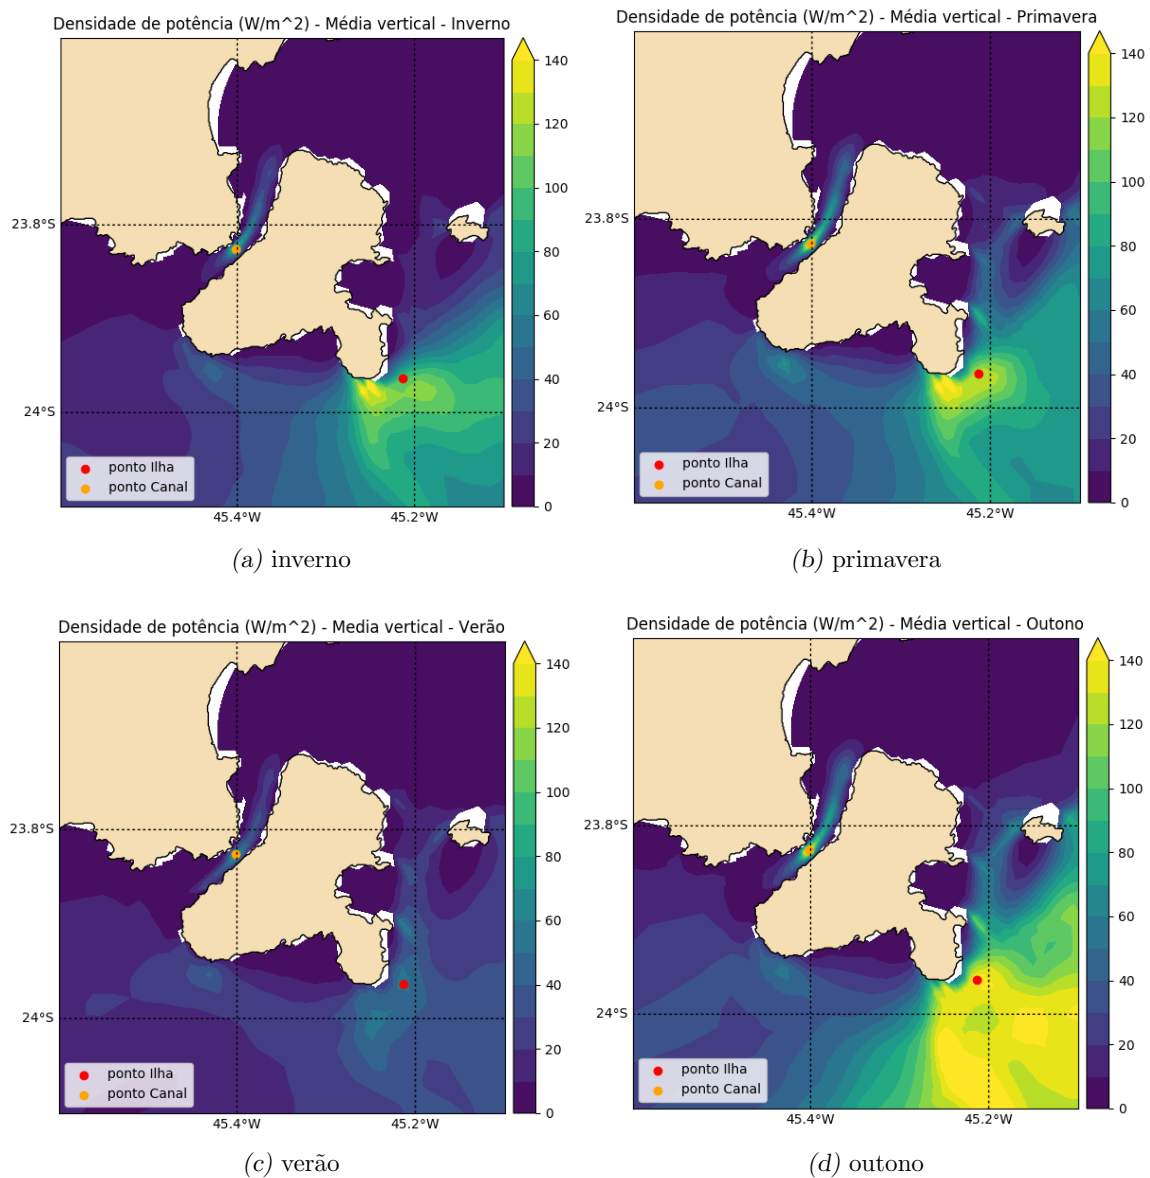 Densidade de potência (W/m^2) - Média vertical - Inverno
140
120
100
80
60
40
20
0
23.8°S
24°S
45.4°W
45.2°W
ponto Ilha
ponto Canal
(a) inverno
Densidade de potência (W/m^2) - Média vertical - Primavera
140
120
100
80
60
40
20
0
23.8°S
24°S
45.4°W
45.2°W
ponto Ilha
ponto Canal
(b) primavera
Densidade de potência (W/m^2) - Media vertical - Verão
140
120
100
80
60
40
20
0
23.8°S
24°S
45.4°W
45.2°W
ponto Ilha
ponto Canal
(c) verão
Densidade de potência (W/m^2) - Média vertical - Outono
140
120
100
80
60
40
20
0
23.8°S
24°S
45.4°W
45.2°W
ponto Ilha
ponto Canal
(d) outono